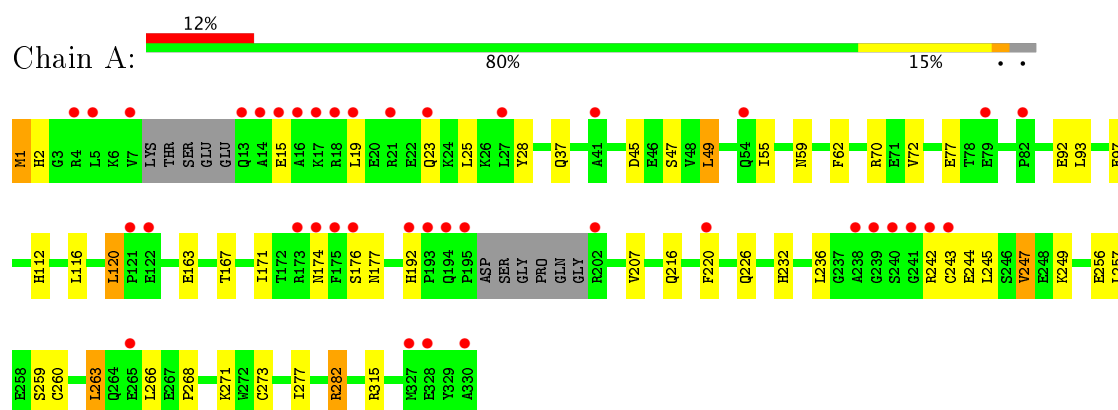 12%
Chain A:
80% 15% • •
M1 H2 G3 R4 L5 K6 V7 LYS THR SER GLU GLU Q13 A14 E15 A16 K17 R18 L19 E20 R21 E22 Q23 K24 L25 K26 L27 Y28 Q37 A41 D45 E46 S47 V48 L49 Q54 I55 N59 F62 R70 E71 V72 E77 T78 E79 P82 E92 L93
H112 L116 L120 P121 E122 E163 T167 I171 T172 R173 N174 F175 S176 N177 H192 P193 Q194 P195 ASP SER GLY PRO GLN GLY R202 V207 Q216 F220 Q226 H232 L236 G237 A238 G239 S240 G241 R242 C243 E244 L245 S246 V247 E248 K249 E256 L257
E258 S259 C260 L263 Q264 E265 L266 E267 P268 K271 W272 C273 I277 R282 R315 M327 E328 Y329 A330